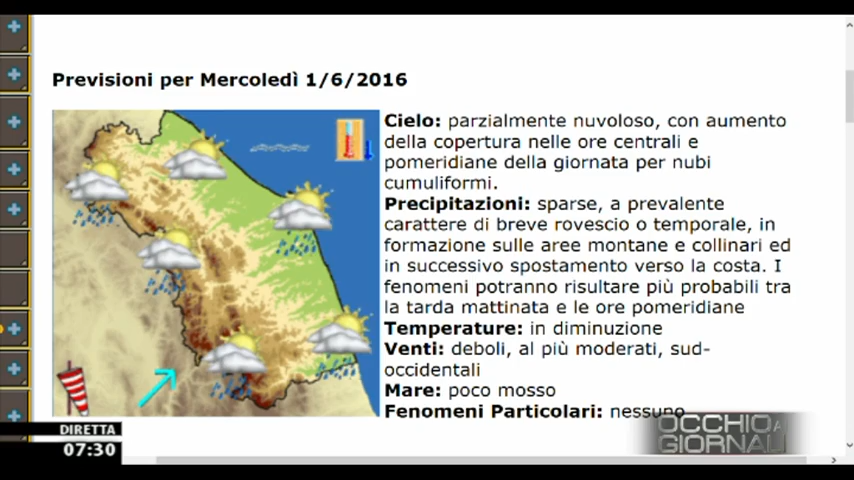 Previsioni per Mercoledì 1/6/2016
Cielo: parzialmente nuvoloso, con aumento
della copertura nelle ore centrali e
pomeridiane della giornata per nubi
cumuliformi.
Precipitazioni: sparse, a prevalente
carattere di breve rovescio o temporale, in
formazione sulle aree montane e collinari ed
in successivo spostamento verso la costa. I
fenomeni potranno risultare più probabili tra
la tarda mattinata e le ore pomeridiane
Temperature: in diminuzione
Venti: deboli, al più moderati, sud-
occidentali
Mare: poco mosso
Fenomeni Particolari: nessuno
OCCHIO AI
GIORNALI
DIRETTA
07:30